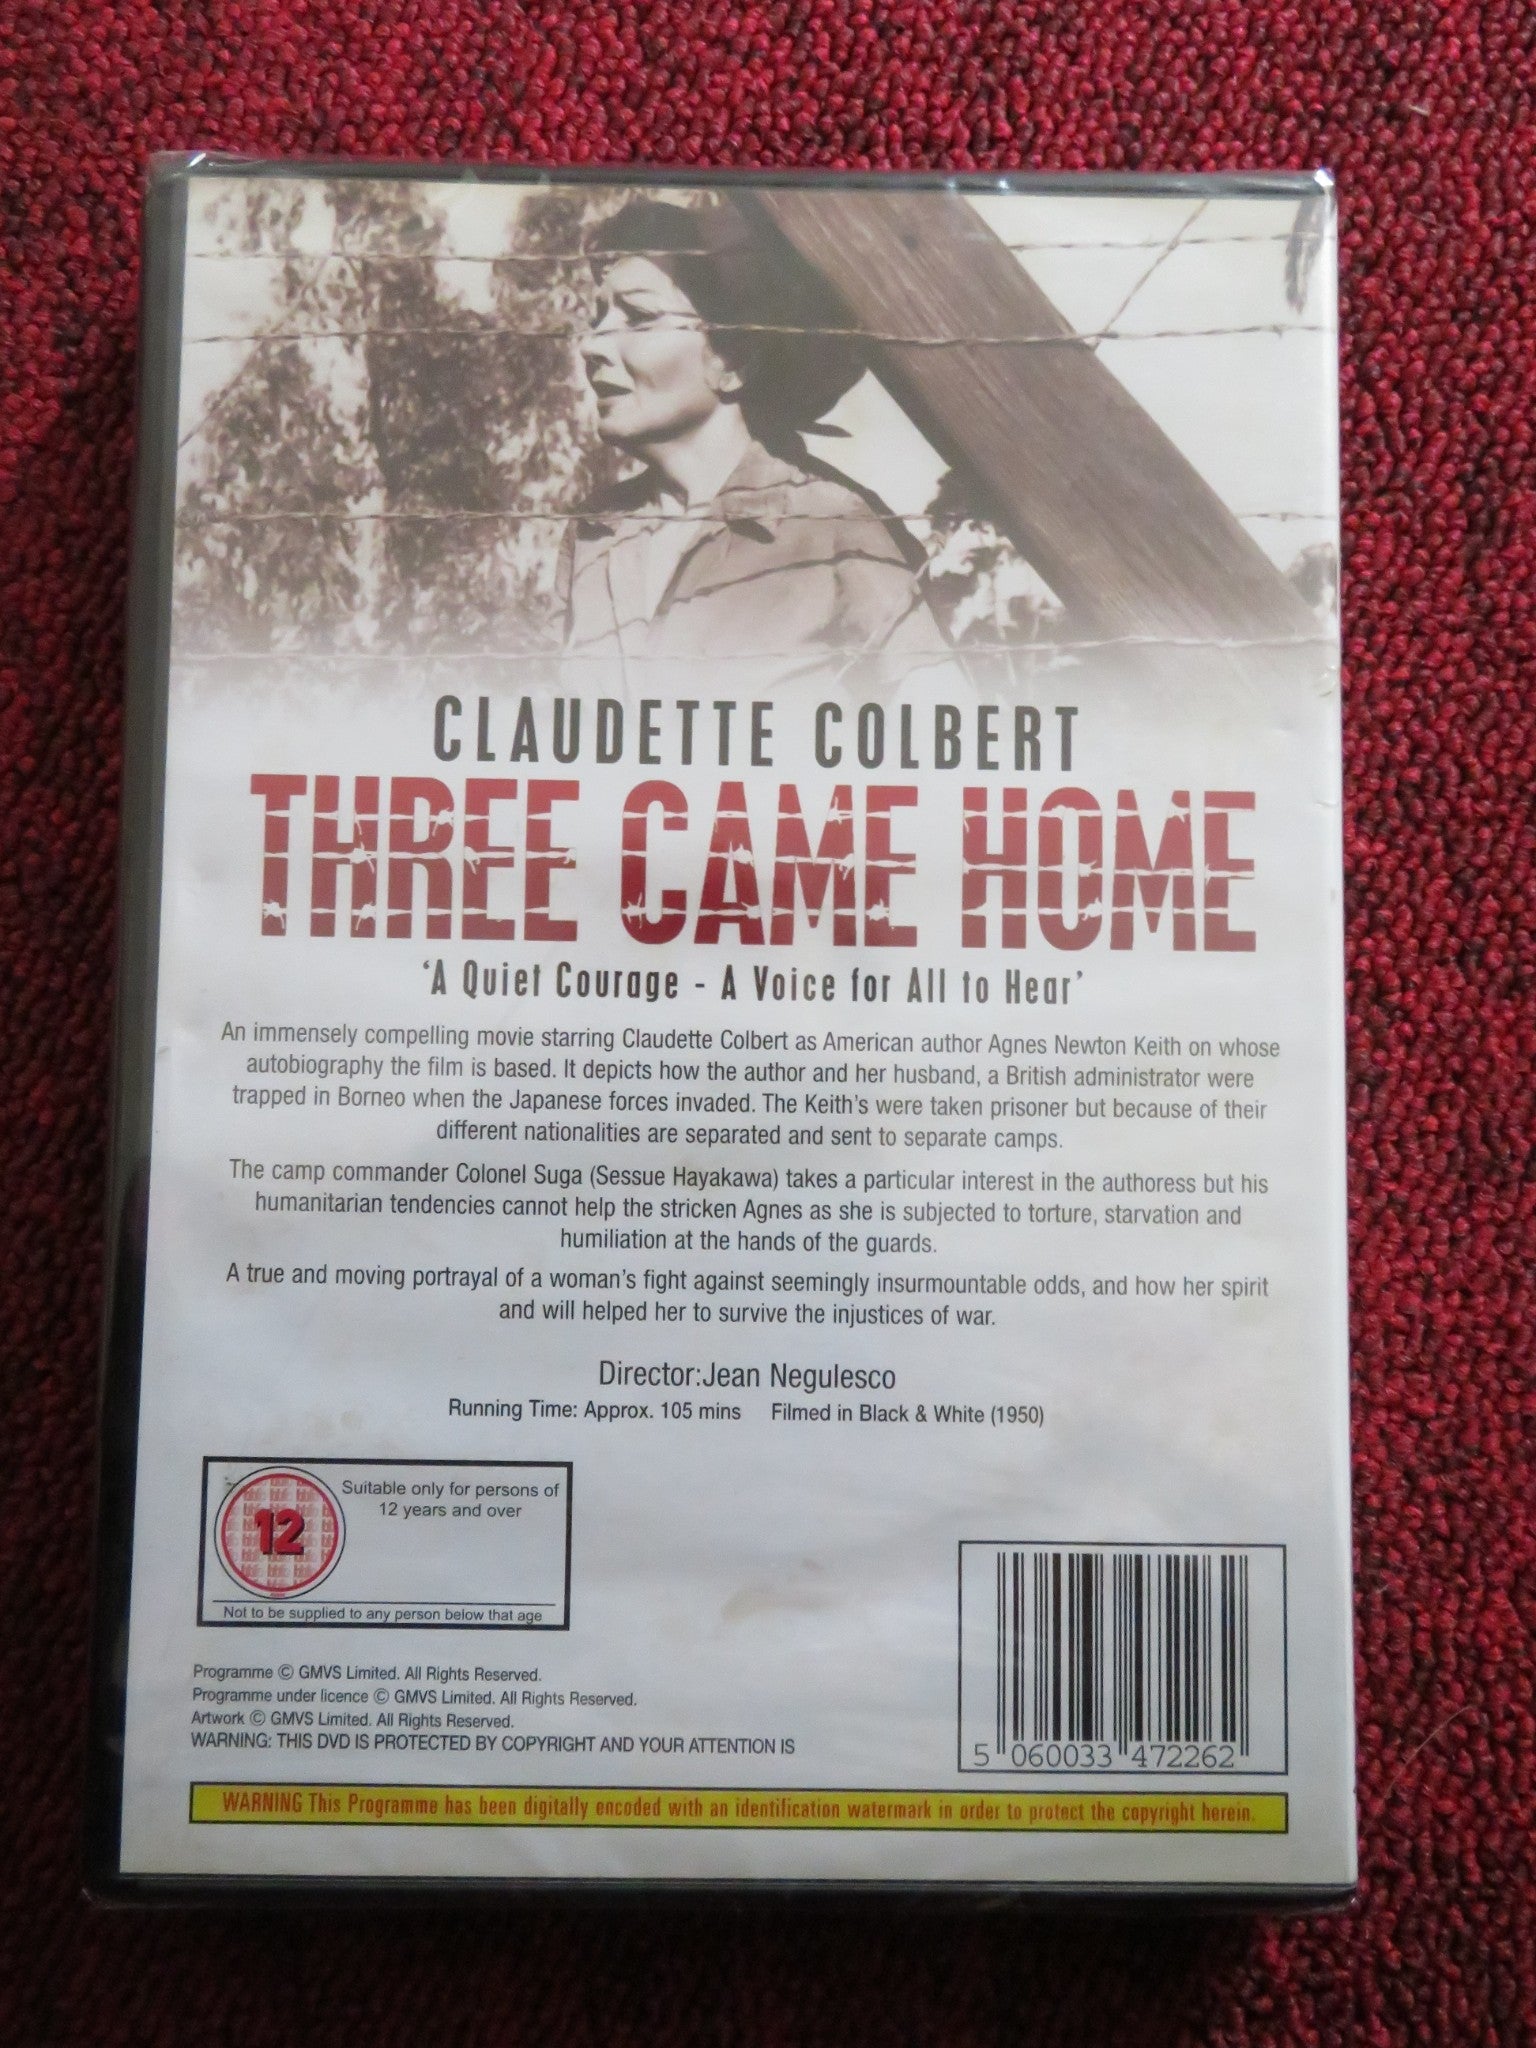 CLAUDETTE COLBERT
THREE CAME HOME
‘A Quiet Courage - A Voice for All to Hear’
An immensely compelling movie starring Claudette Colbert as American author Agnes Newton Keith on whose
autobiography the film is based. It depicts how the author and her husband, a British administrator were
trapped in Borneo when the Japanese forces invaded. The Keith's were taken prisoner but because of their
different nationalities are separated and sent to separate camps.
The camp commander Colonel Suga (Sessue Hayakawa) takes a particular interest in the authoress but his
humanitarian tendencies cannot help the stricken Agnes as she is subjected to torture, starvation and
humiliation at the hands of the guards.
A true and moving portrayal of a woman's fight against seemingly insurmountable odds, and how her spirit
and will helped her to survive the injustices of war.
Director:Jean Negulesco
Running Time: Approx. 105 mins Filmed in Black & White (1950)
12
Suitable only for persons of
12 years and over
Not to be supplied to any person below that age
Programme © GMVS Limited. All Rights Reserved.
Programme under licence © GMVS Limited. All Rights Reserved.
Artwork © GMVS Limited. All Rights Reserved.
WARNING: THIS DVD IS PROTECTED BY COPYRIGHT AND YOUR ATTENTION IS
5 060033 472262
WARNING This Programme has been digitally encoded with an identification watermark in order to protect the copyright herein.